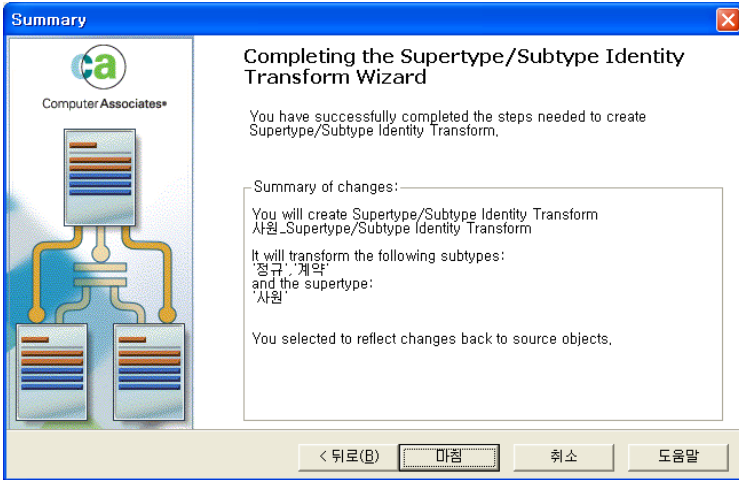 Summary
ca
Computer Associates®
Completing the Supertype/Subtype Identity
Transform Wizard
You have successfully completed the steps needed to create
Supertype/Subtype Identity Transform,
Summary of changes:
You will create Supertype/Subtype Identity Transform
사원_Supertype/Subtype Identity Transform
It will transform the following subtypes:
'정규','계약'
and the supertype:
'사원'
You selected to reflect changes back to source objects,
< 뒤로(B)
마침
취소
도움말